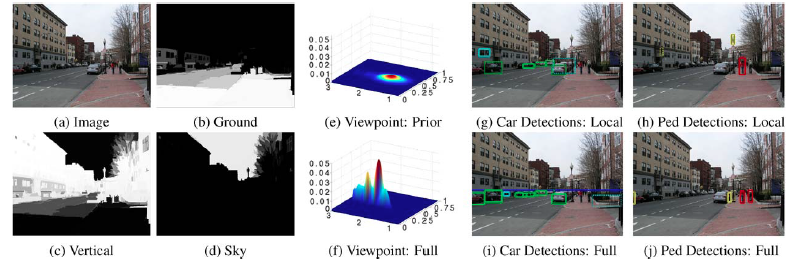 0.05
0.04
0.03
0.02
0.01
0
3
2
1
0
0.25
0.5
0.75
1
(a) Image
(b) Ground
(e) Viewpoint: Prior
(g) Car Detections: Local
(h) Ped Detections: Local
0.05
0.04
0.03
0.02
0.01
0
3
2
1
0
0.25
0.5
0.75
1
(c) Vertical
(d) Sky
(f) Viewpoint: Full
(i) Car Detections: Full
(j) Ped Detections: Full